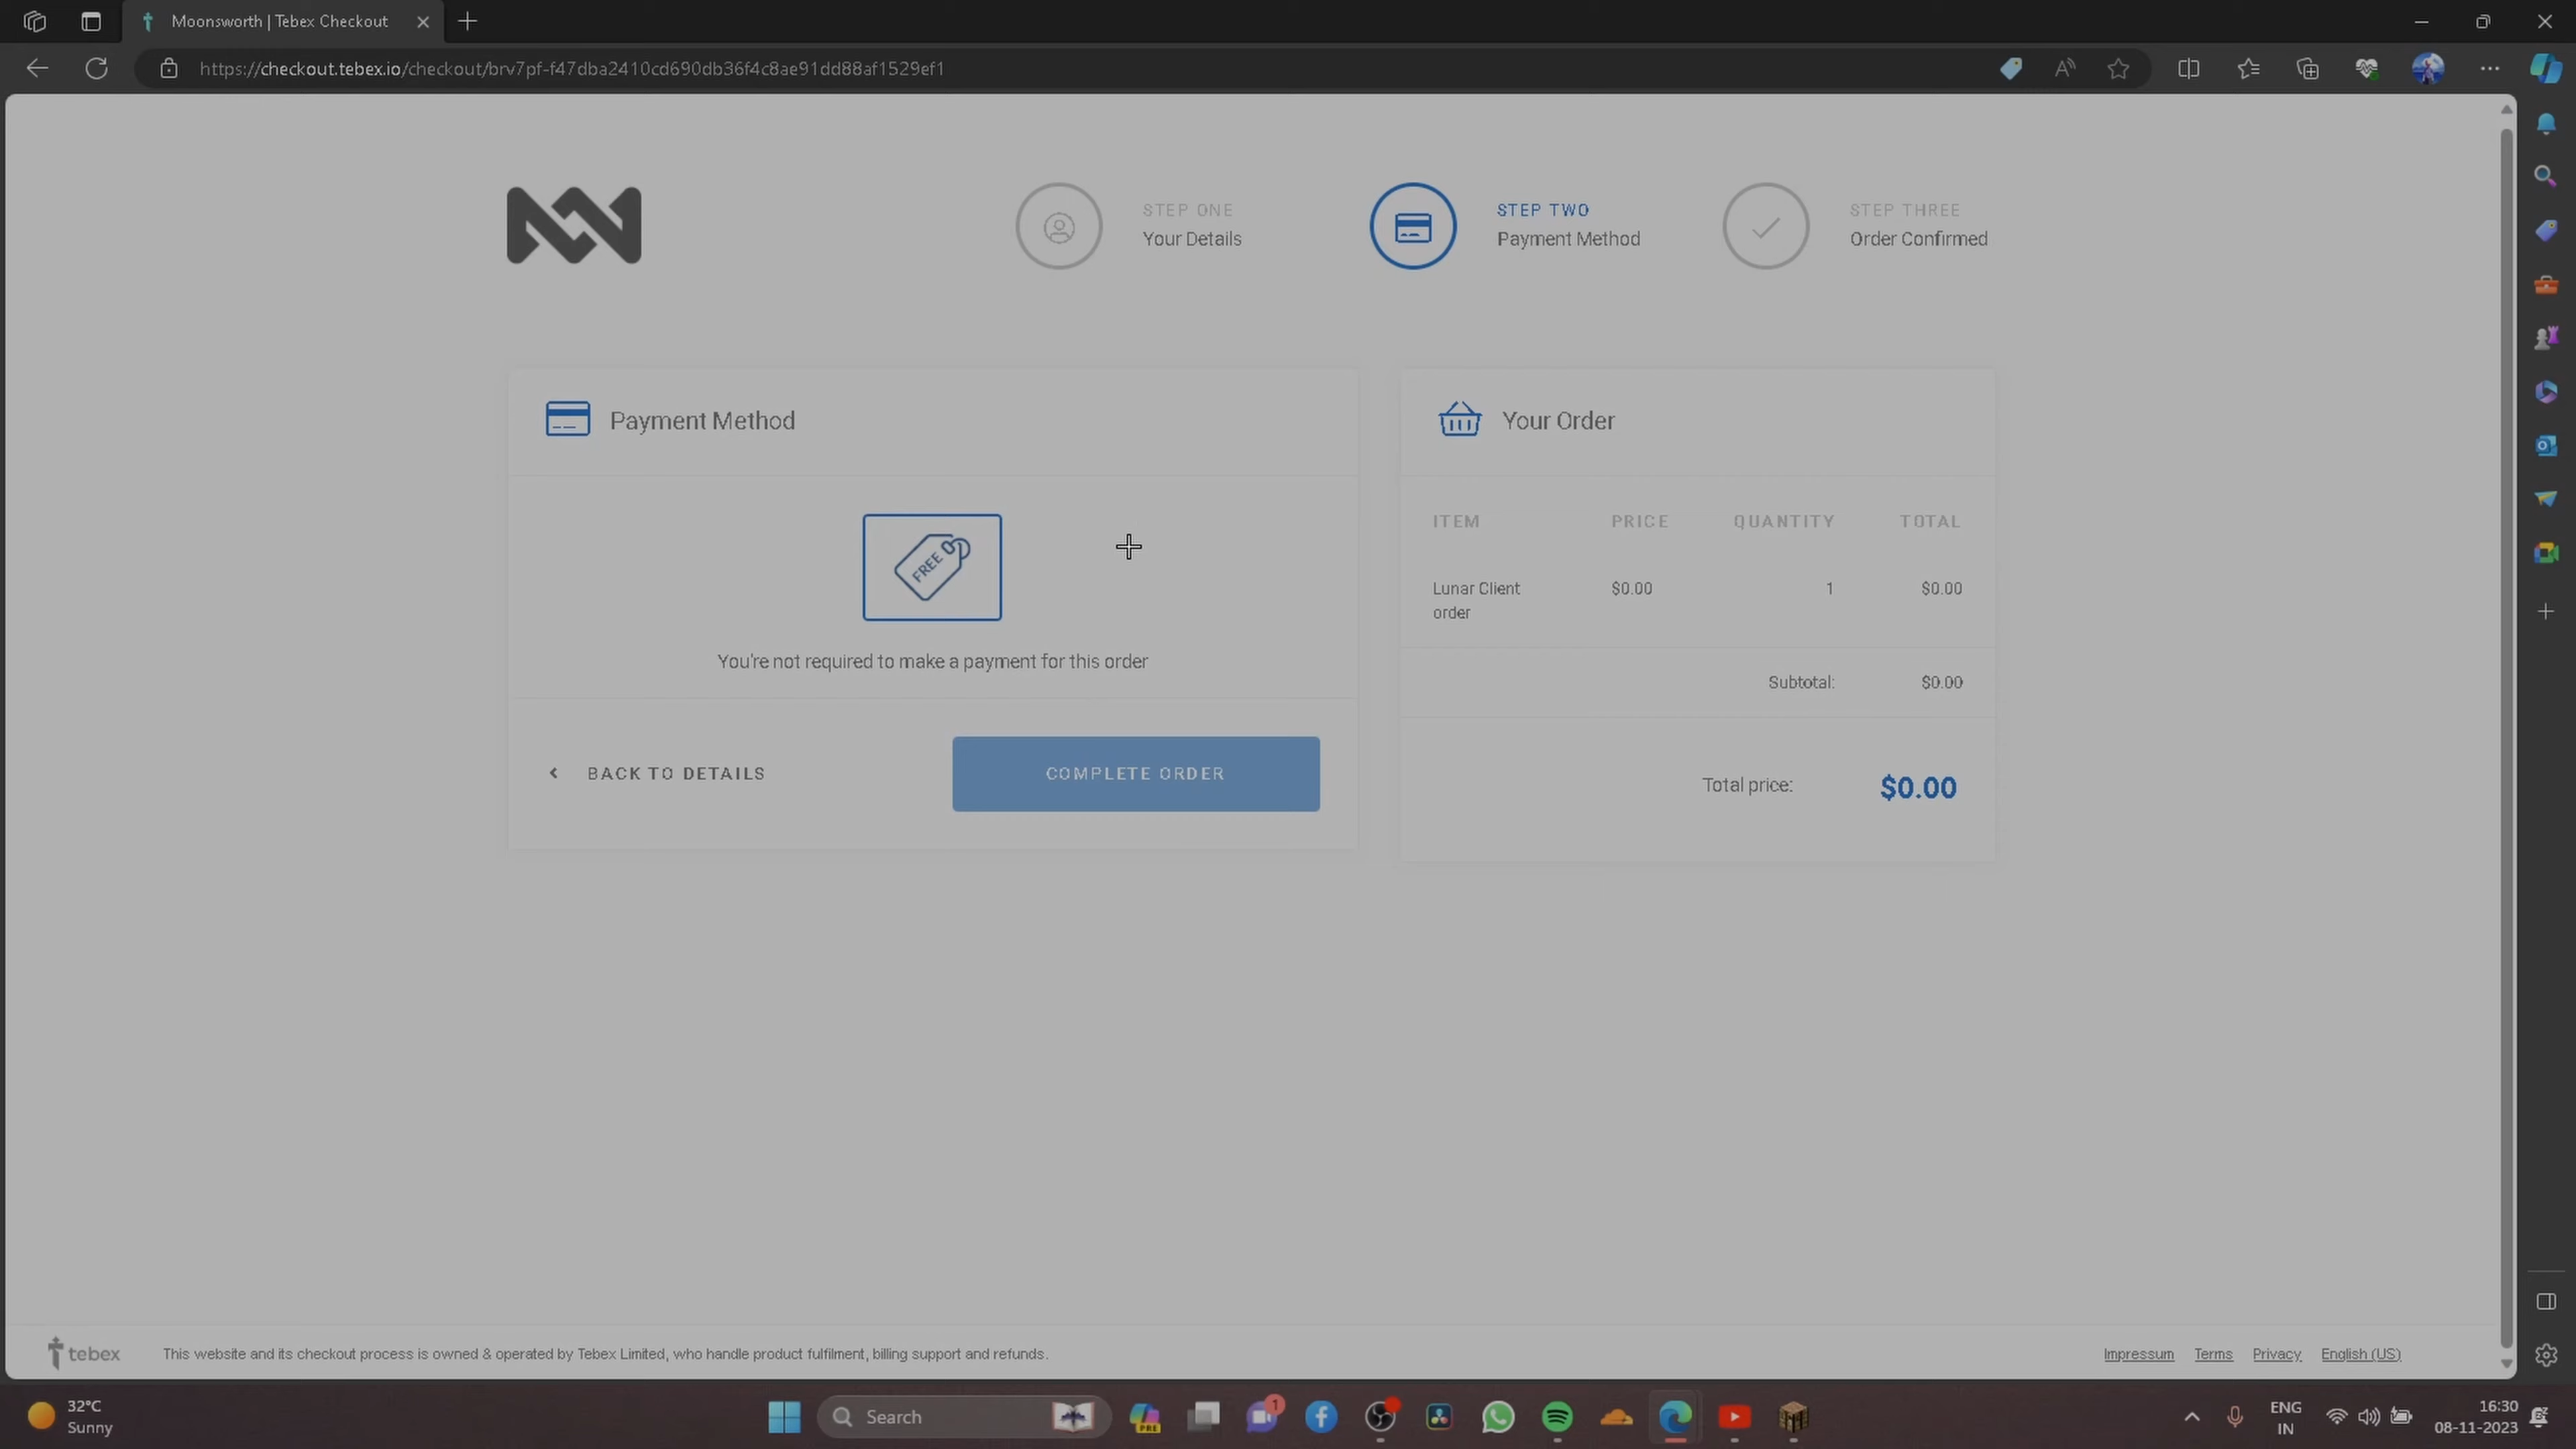 Moonsworth | Tebex Checkout
https://checkout.tebex.io/checkout/brv7pf-f47dba2410cd690db36f4c8ae91dd88af1529ef1
STEP ONE
Your Details
STEP TWO
Payment Method
STEP THREE
Order Confirmed
Payment Method
FREE
You're not required to make a payment for this order
BACK TO DETAILS
COMPLETE ORDER
Your Order
ITEM PRICE QUANTITY TOTAL
Lunar Client $0.00 1 $0.00
order
Subtotal: $0.00
Total price: $0.00
tebex This website and its checkout process is owned & operated by Tebex Limited, who handle product fulfilment, billing support and refunds. Impressum Terms Privacy English (US)
32°C
Sunny
Search
PRE
1
ENG
IN
16:30
08-11-2023